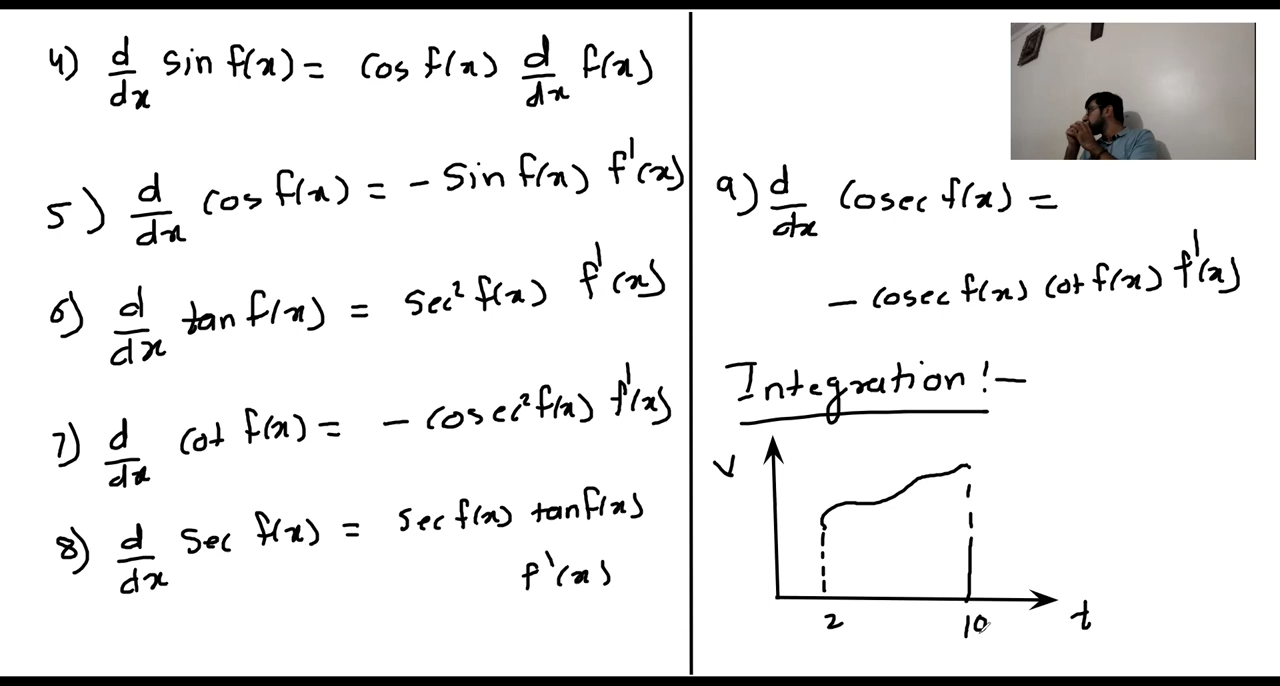 4) d/dx sin f(x) = cos f(x) d/dx f(x)
5) d/dx cos f(x) = - sin f(x) f'(x)
6) d/dx tan f(x) = sec² f(x) f'(x)
7) d/dx cot f(x) = - cosec² f(x) f'(x)
8) d/dx sec f(x) = sec f(x) tan f(x)
f'(x)
9) d/dx cosec f(x) =
- cosec f(x) cot f(x) f'(x)
Integration :-
V
2 10 t